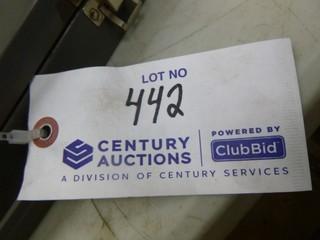 LOT NO
442
CENTURY
AUCTIONS
POWERED BY
ClubBid
A DIVISION OF CENTURY SERVICES